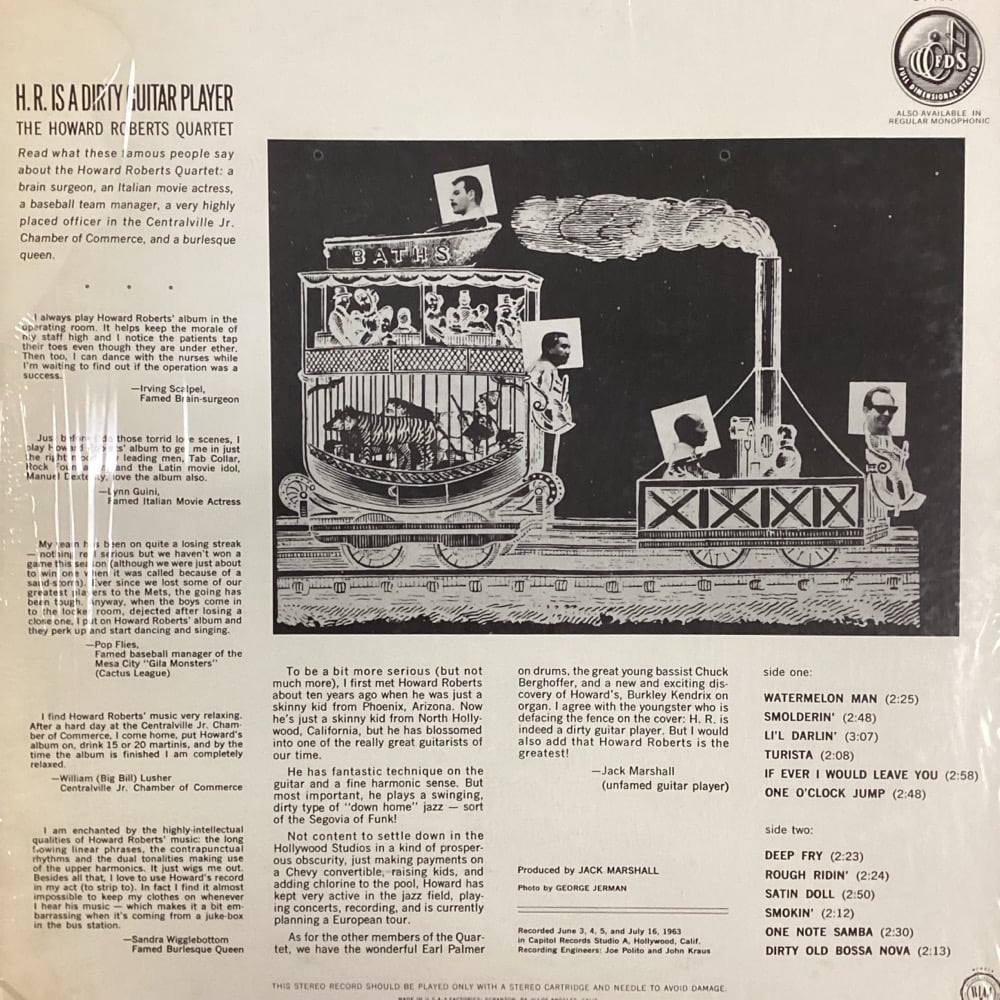 FDS
FULL DIMENSIONAL STEREO
ALSO AVAILABLE IN
REGULAR MONOPHONIC
H. R. IS A DIRTY GUITAR PLAYER
THE HOWARD ROBERTS QUARTET
Read what these famous people say
about the Howard Roberts Quartet: a
brain surgeon, an Italian movie actress,
a baseball team manager, a very highly
placed officer in the Centralville Jr.
Chamber of Commerce, and a burlesque
queen.
I always play Howard Roberts' album in the
operating room. It helps keep the morale of
my staff high and I notice the patients tap
their toes even though they are under ether.
Then too, I can dance with the nurses while
I'm waiting to find out if the operation was a
success.
—Irving Scalpel,
Famed Brain-surgeon
Just before those torrid love scenes, I
play Howard Roberts' album to get me in just
the right mood. leading men, Tab Collar,
Rock and the Latin movie idol,
Manuel Dexterity, love the album also.
—Lynn Guini,
Famed Italian Movie Actress
My team has been on quite a losing streak
— nothing real serious but we haven't won a
game this season (although we were just about
to win one when it was called because of a
sand-storm). Ever since we lost some of our
greatest players to the Mets, the going has
been tough. Anyway, when the boys come in
to the locker room, dejected after losing a
close one, I put on Howard Roberts' album and
they perk up and start dancing and singing.
—Pop Flies,
Famed baseball manager of the
Mesa City "Gila Monsters"
(Cactus League)
I find Howard Roberts' music very relaxing.
After a hard day at the Centralville Jr. Cham-
ber of Commerce, I come home, put Howard's
album on, drink 15 or 20 martinis, and by the
time the album is finished I am completely
relaxed.
—William (Big Bill) Lusher
Centralville Jr. Chamber of Commerce
I am enchanted by the highly-intellectual
qualities of Howard Roberts' music: the long
flowing linear phrases, the contrapunctual
rhythms and the dual tonalities making use
of the upper harmonics. It just wigs me out.
Besides all that, I love to use Howard's record
in my act (to strip to). In fact I find it almost
impossible to keep my clothes on whenever
I hear his music — which makes it a bit em-
barrassing when it's coming from a juke-box
in the bus station.
—Sandra Wigglebottom
Famed Burlesque Queen
BATHS
To be a bit more serious (but not
much more), I first met Howard Roberts
about ten years ago when he was just a
skinny kid from Phoenix, Arizona. Now
he's just a skinny kid from North Holly-
wood, California, but he has blossomed
into one of the really great guitarists of
our time.
He has fantastic technique on the
guitar and a fine harmonic sense. But
most important, he plays a swinging,
dirty type of "down home" jazz — sort
of the Segovia of Funk!
Not content to settle down in the
Hollywood Studios in a kind of prosper-
ous obscurity, just making payments on
a Chevy convertible, raising kids, and
adding chlorine to the pool, Howard has
kept very active in the jazz field, play-
ing concerts, recording, and is currently
planning a European tour.
As for the other members of the Quar-
tet, we have the wonderful Earl Palmer
on drums, the great young bassist Chuck
Berghoffer, and a new and exciting dis-
covery of Howard's, Burkley Kendrix on
organ. I agree with the youngster who is
defacing the fence on the cover: H. R. is
indeed a dirty guitar player. But I would
also add that Howard Roberts is the
greatest!
—Jack Marshall
(unfamed guitar player)
Produced by JACK MARSHALL
Photo by GEORGE JERMAN
Recorded June 3, 4, 5, and July 16, 1963
in Capitol Records Studio A, Hollywood, Calif.
Recording Engineers: Joe Polito and John Kraus
side one:
WATERMELON MAN (2:25)
SMOLDERIN' (2:48)
LI'L DARLIN' (3:07)
TURISTA (2:08)
IF EVER I WOULD LEAVE YOU (2:58)
ONE O'CLOCK JUMP (2:48)
side two:
DEEP FRY (2:23)
ROUGH RIDIN' (2:24)
SATIN DOLL (2:50)
SMOKIN' (2:12)
ONE NOTE SAMBA (2:30)
DIRTY OLD BOSSA NOVA (2:13)
THIS STEREO RECORD SHOULD BE PLAYED ONLY WITH A STEREO CARTRIDGE AND NEEDLE TO AVOID DAMAGE.